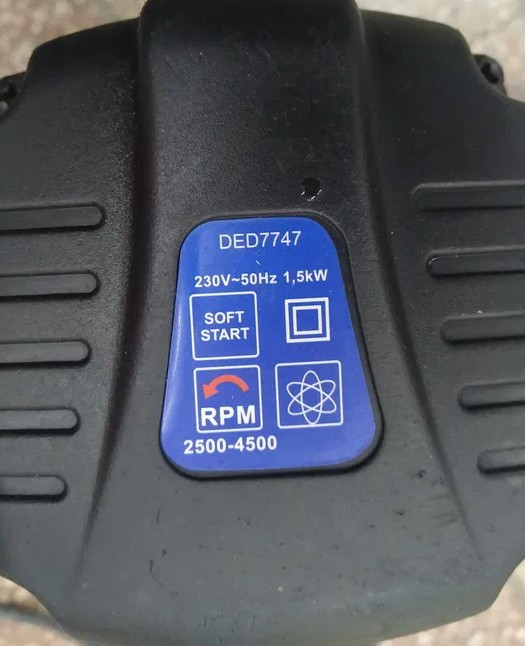 DED7747
230V~50Hz 1,5kW
SOFT
START
RPM
2500-4500